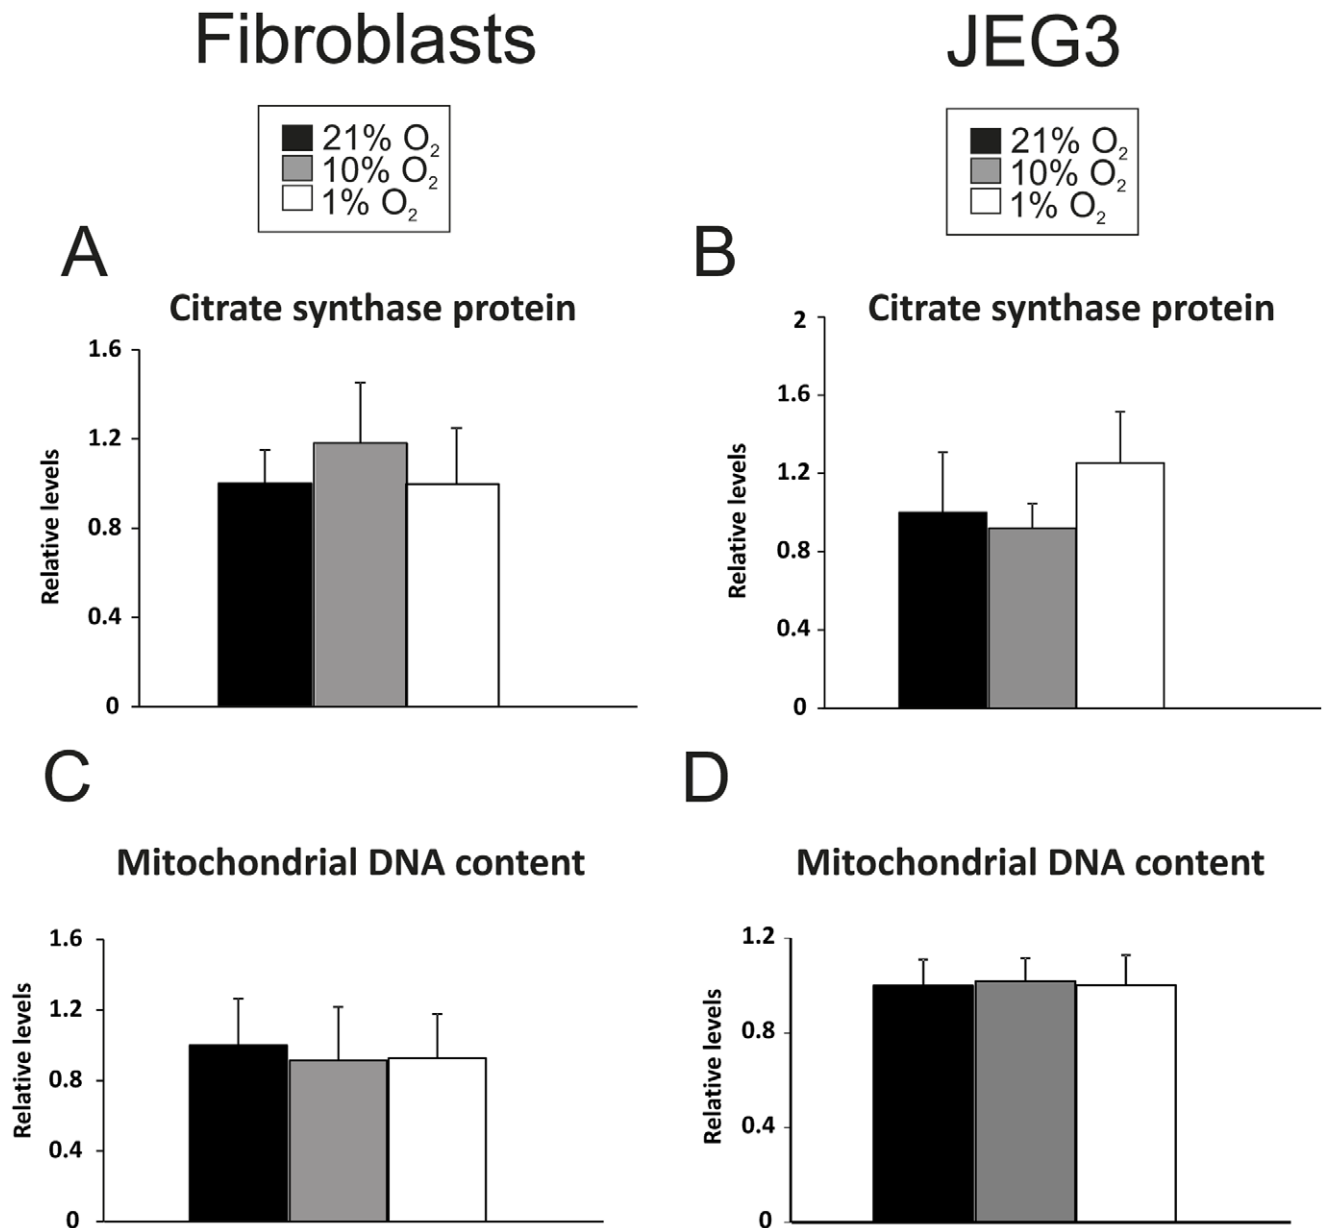 Fibroblasts
JEG3
21% O₂
10% O₂
1% O₂
21% O₂
10% O₂
1% O₂
A
B
Citrate synthase protein
Citrate synthase protein
1.6
1.2
0.8
0.4
0
Relative levels
2
1.6
1.2
0.8
0.4
0
Relative levels
C
D
Mitochondrial DNA content
Mitochondrial DNA content
1.6
1.2
0.8
0.4
0
Relative levels
1.2
0.8
0.4
0
Relative levels